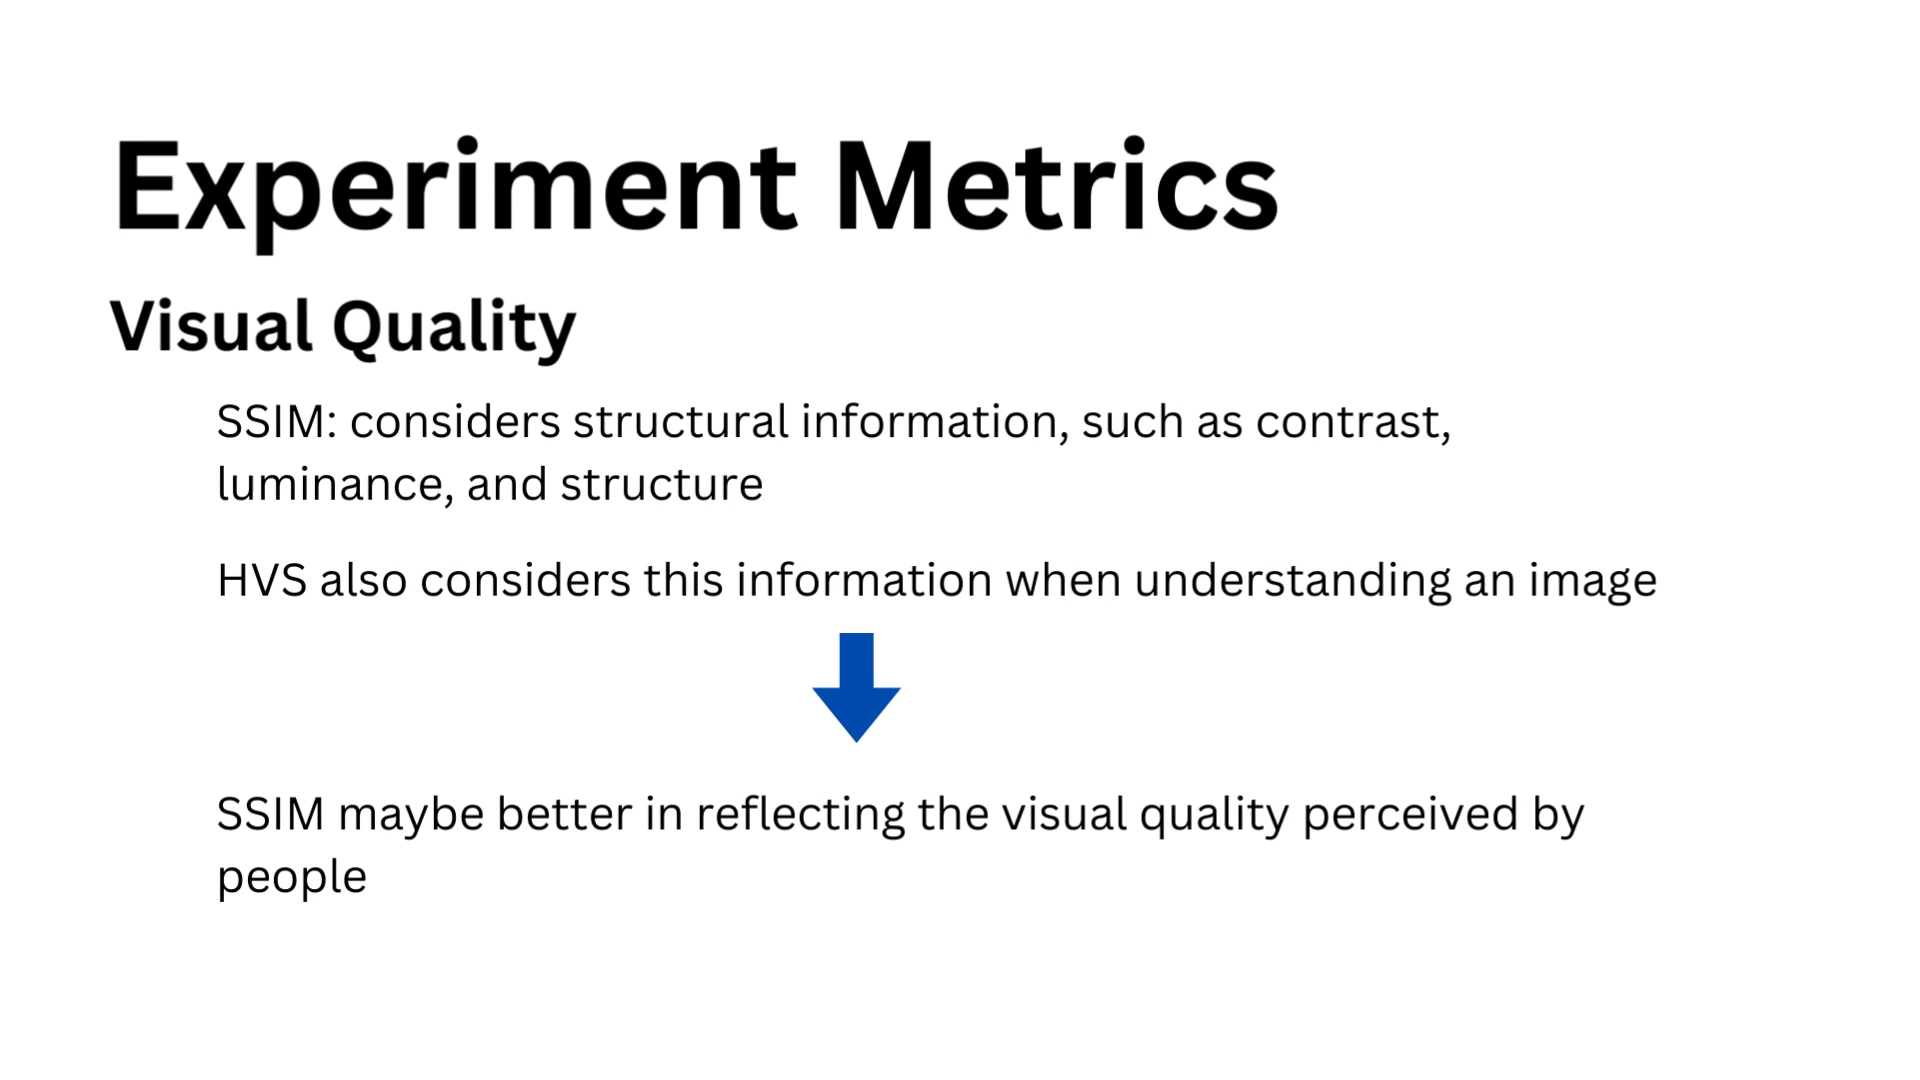 Experiment Metrics
Visual Quality
SSIM: considers structural information, such as contrast,
luminance, and structure
HVS also considers this information when understanding an image
SSIM maybe better in reflecting the visual quality perceived by
people